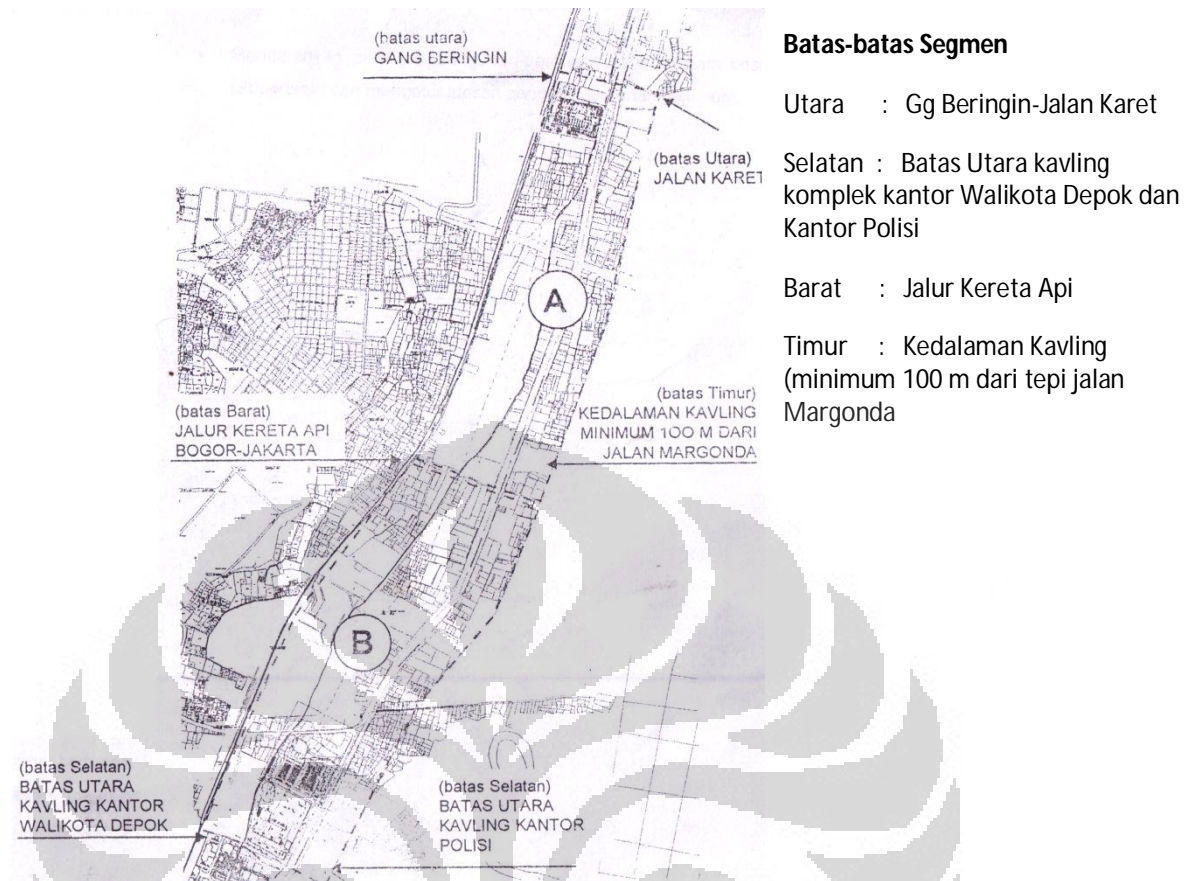 (batas utara)
GANG BERINGIN
(batas Utara)
JALAN KARET
A
(batas Timur)
KEDALAMAN KAVLING
MINIMUM 100 M DARI
JALAN MARGONDA
(batas Barat)
JALUR KERETA API
BOGOR-JAKARTA
B
(batas Selatan)
BATAS UTARA
KAVLING KANTOR
WALIKOTA DEPOK
(batas Selatan)
BATAS UTARA
KAVLING KANTOR
POLISI
Batas-batas Segmen
Utara : Gg Beringin-Jalan Karet
Selatan : Batas Utara kavling
komplek kantor Walikota Depok dan
Kantor Polisi
Barat : Jalur Kereta Api
Timur : Kedalaman Kavling
(minimum 100 m dari tepi jalan
Margonda